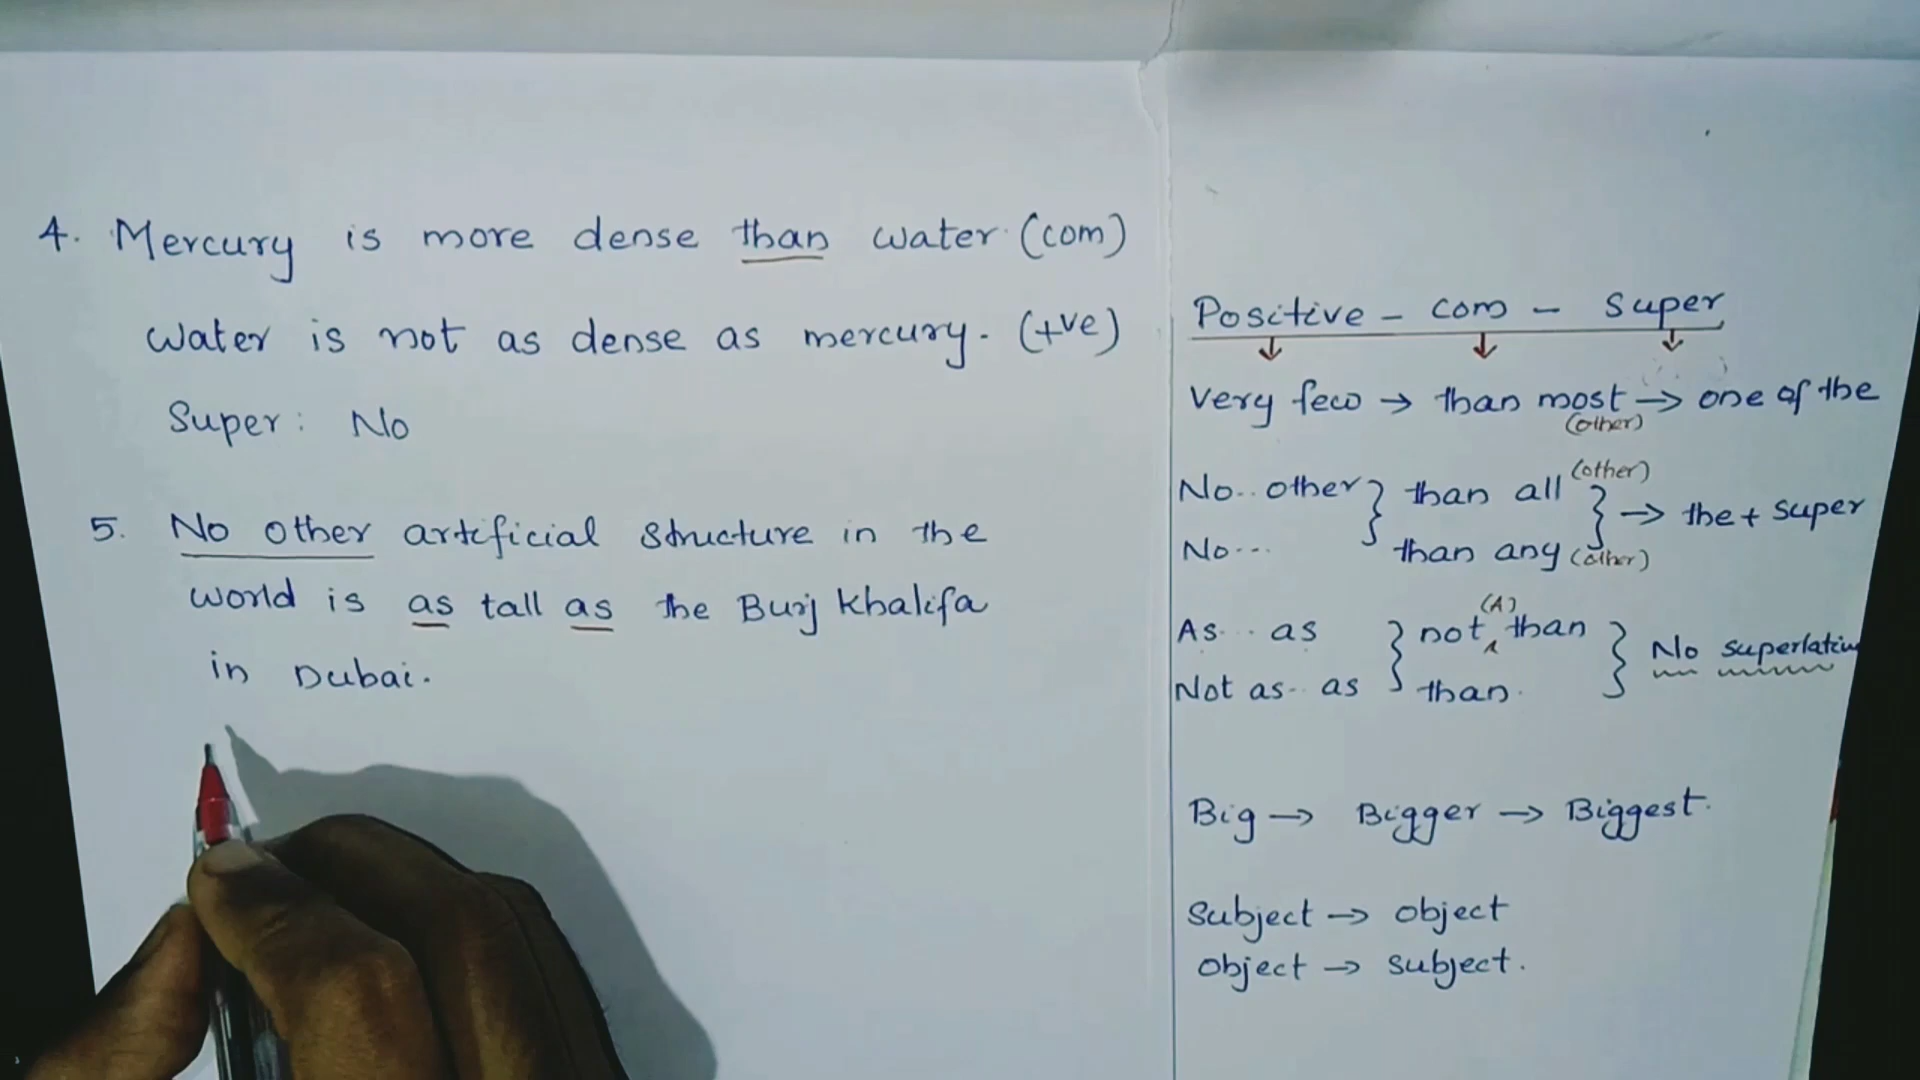 4. Mercury is more dense than water. (com)
Water is not as dense as mercury. (+ve)
Super: No
5. No other artificial structure in the
world is as tall as the Burj Khalifa
in Dubai.
Positive - com - super
Very few → than most → one of the
(other)
No.. other } than all (other) } → the + super
No... than any (other)
As... as } not than } No superlative
(A)
Not as.. as than.
Big → Bigger → Biggest.
Subject → object
object → subject.